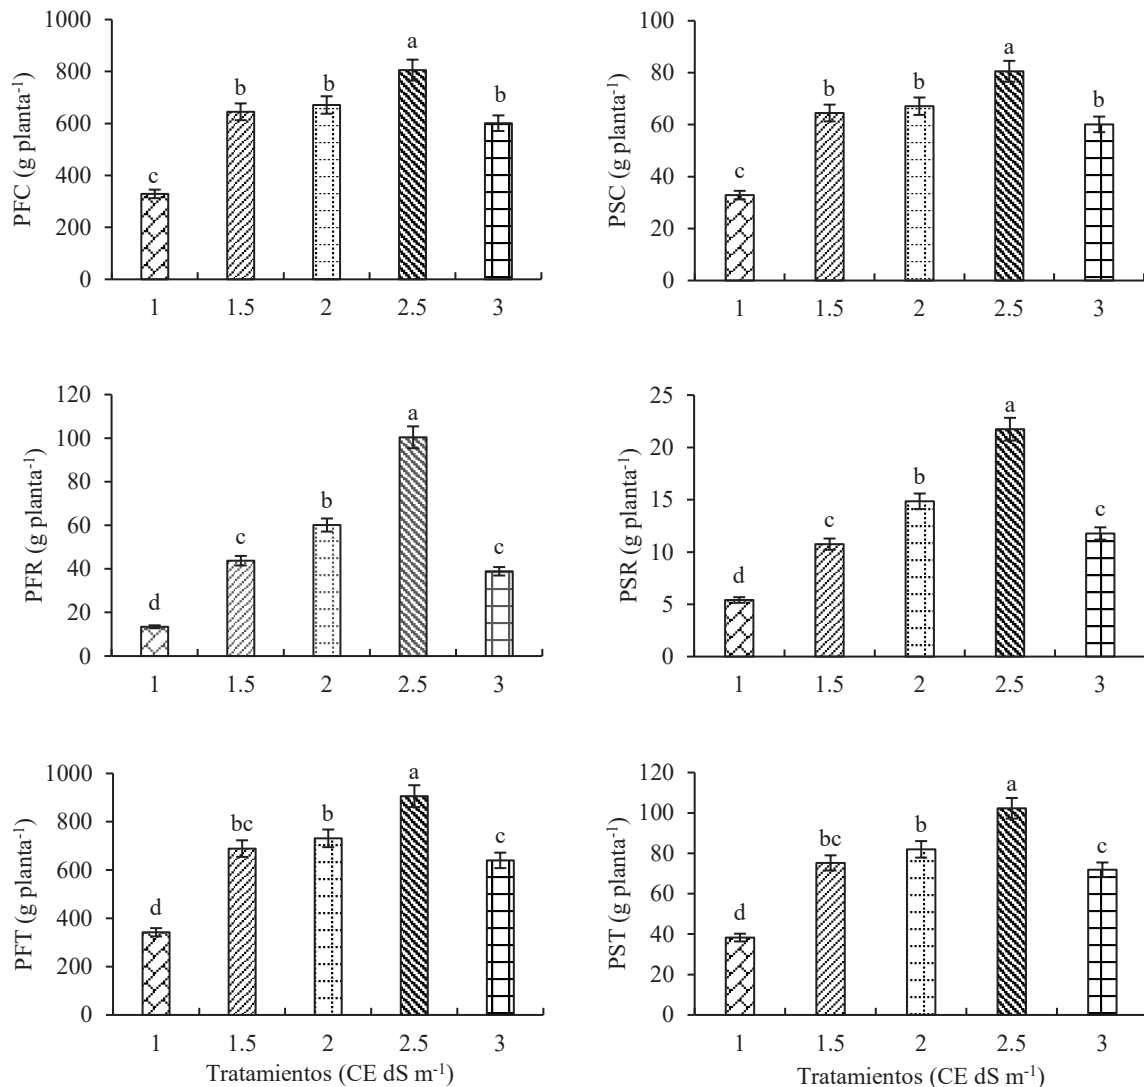 PFC (g planta⁻¹)
1000
800
600
400
200
0
c
b
b
a
b
1 1.5 2 2.5 3
PSC (g planta⁻¹)
100
80
60
40
20
0
c
b
b
a
b
1 1.5 2 2.5 3
PFR (g planta⁻¹)
120
100
80
60
40
20
0
d
c
b
a
c
1 1.5 2 2.5 3
PSR (g planta⁻¹)
25
20
15
10
5
0
d
c
b
a
c
1 1.5 2 2.5 3
PFT (g planta⁻¹)
1000
800
600
400
200
0
d
bc
b
a
c
1 1.5 2 2.5 3
Tratamientos (CE dS m⁻¹)
PST (g planta⁻¹)
120
100
80
60
40
20
0
d
bc
b
a
c
1 1.5 2 2.5 3
Tratamientos (CE dS m⁻¹)